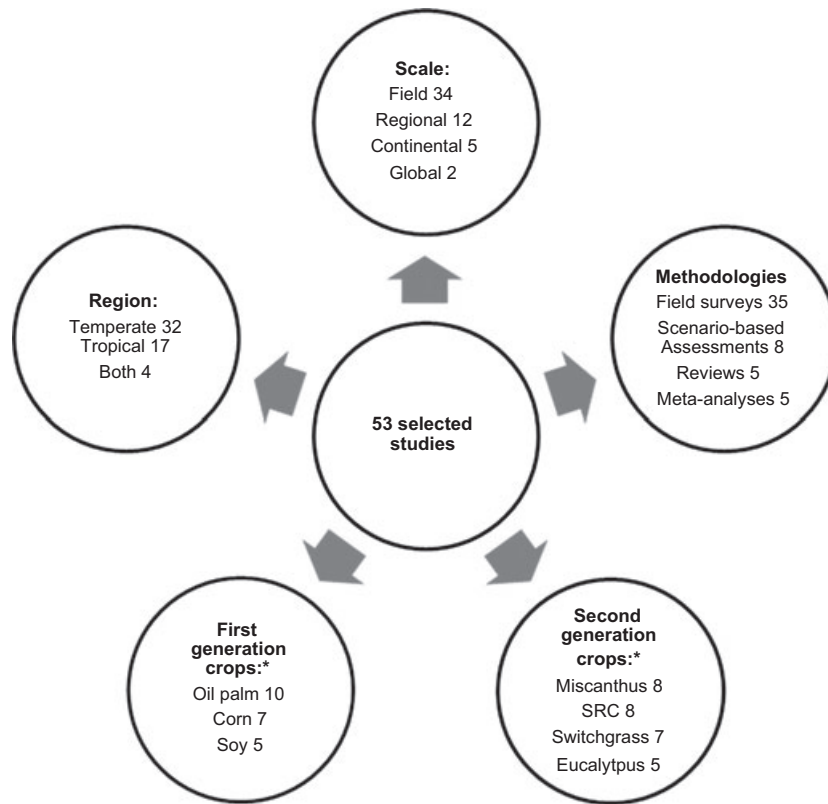 Scale:
Field 34
Regional 12
Continental 5
Global 2
Region:
Temperate 32
Tropical 17
Both 4
Methodologies
Field surveys 35
Scenario-based
Assessments 8
Reviews 5
Meta-analyses 5
53 selected
studies
First
generation
crops:*
Oil palm 10
Corn 7
Soy 5
Second
generation
crops:*
Miscanthus 8
SRC 8
Switchgrass 7
Eucalytpus 5